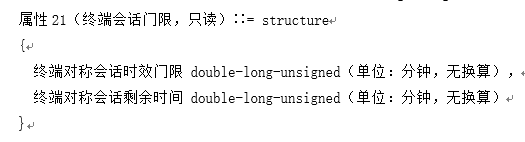 属性 21（终端会话门限，只读）∷= structure
{
终端对称会话时效门限 double-long-unsigned（单位：分钟，无换算），
终端对称会话剩余时间 double-long-unsigned（单位：分钟，无换算）
}